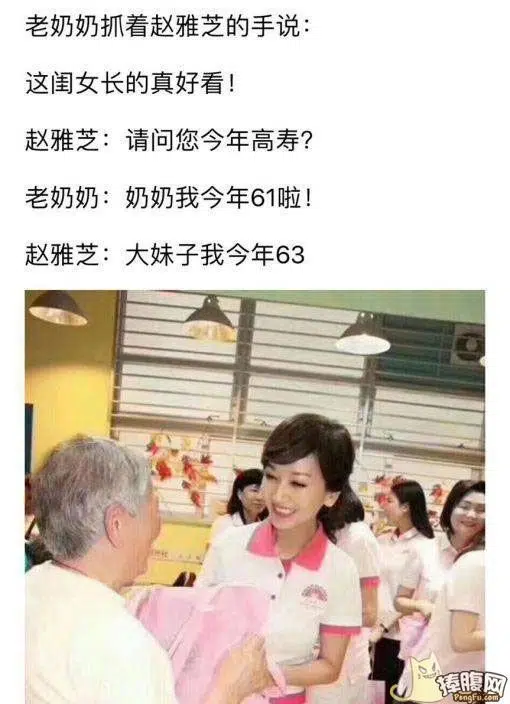 老奶奶抓着赵雅芝的手说：
这闺女长的真好看！
赵雅芝：请问您今年高寿？
老奶奶：奶奶我今年61啦！
赵雅芝：大妹子我今年63
捧腹网
PengFu.com